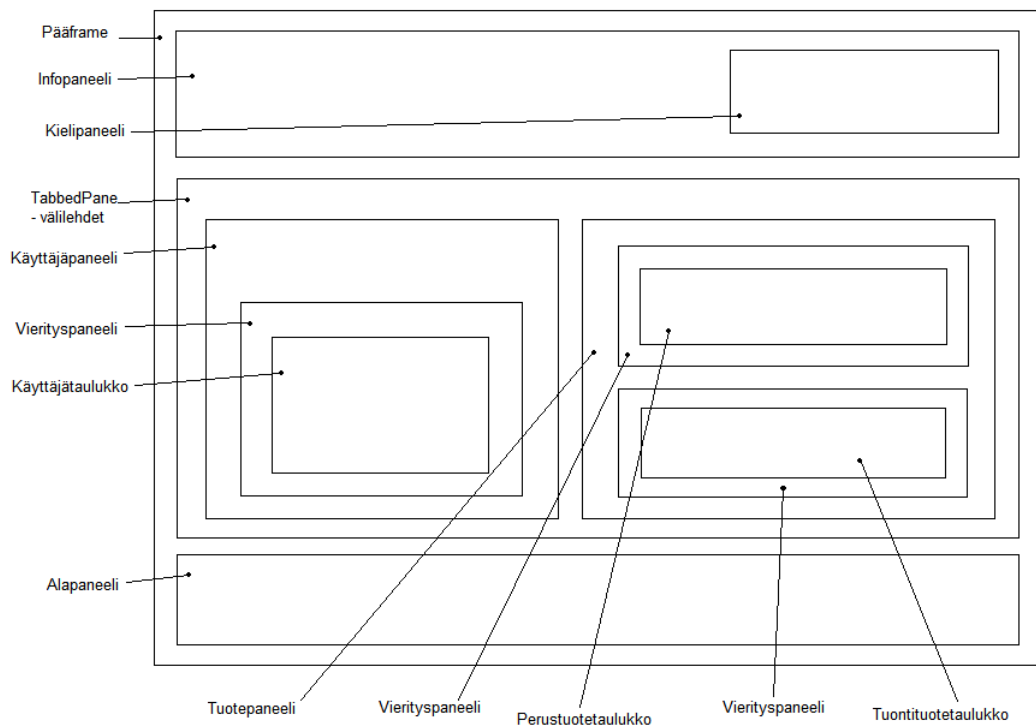 Pääframe
Infopaneeli
Kielipaneeli
TabbedPane
- välilehdet
Käyttäjäpaneeli
Vierityspaneeli
Käyttäjätaulukko
Alapaneeli
Tuotepaneeli
Vierityspaneeli
Perustuotetaulukko
Vierityspaneeli
Tuontituotetaulukko